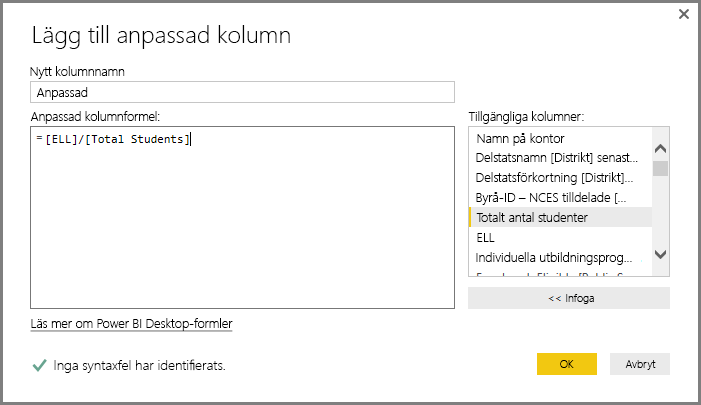 Lägg till anpassad kolumn
Nytt kolumnnamn
Anpassad
Anpassad kolumnformel:
= [ELL]/[Total Students]
Tillgängliga kolumner:
Namn på kontor
Delstatsnamn [Distrikt] senast...
Delstatsförkortning [Distrikt]...
Byrå-ID – NCES tilldelade [...
Totalt antal studenter
ELL
Individuella utbildningsprog...
<< Infoga
Läs mer om Power BI Desktop-formler
Inga syntaxfel har identifierats.
OK
Avbryt